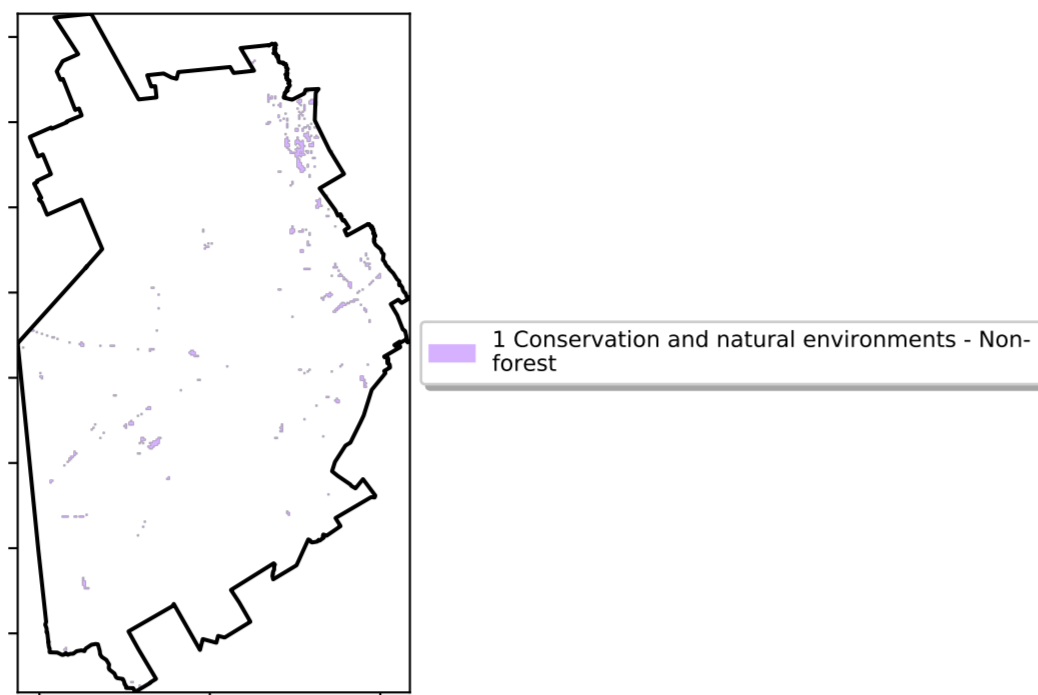 1 Conservation and natural environments - Non-
forest